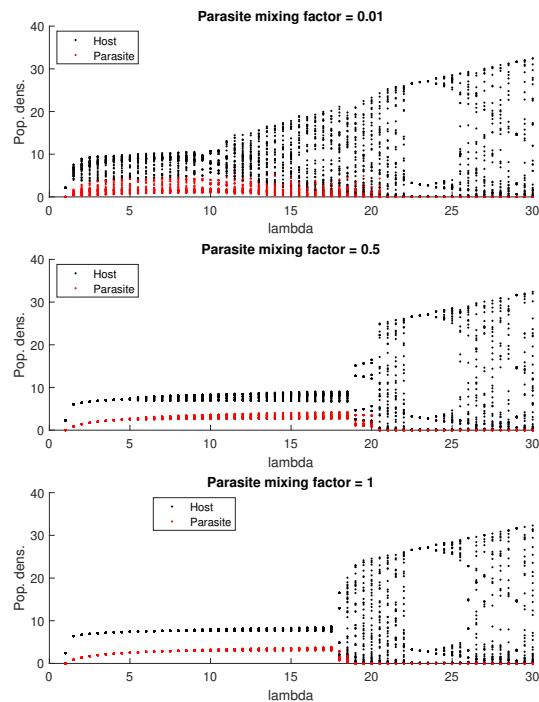 Parasite mixing factor = 0.01
Host
Parasite
Pop. dens.
40
30
20
10
0
0 5 10 15 20 25 30
lambda
Parasite mixing factor = 0.5
Host
Parasite
Pop. dens.
40
30
20
10
0
0 5 10 15 20 25 30
lambda
Parasite mixing factor = 1
Host
Parasite
Pop. dens.
40
30
20
10
0
0 5 10 15 20 25 30
lambda